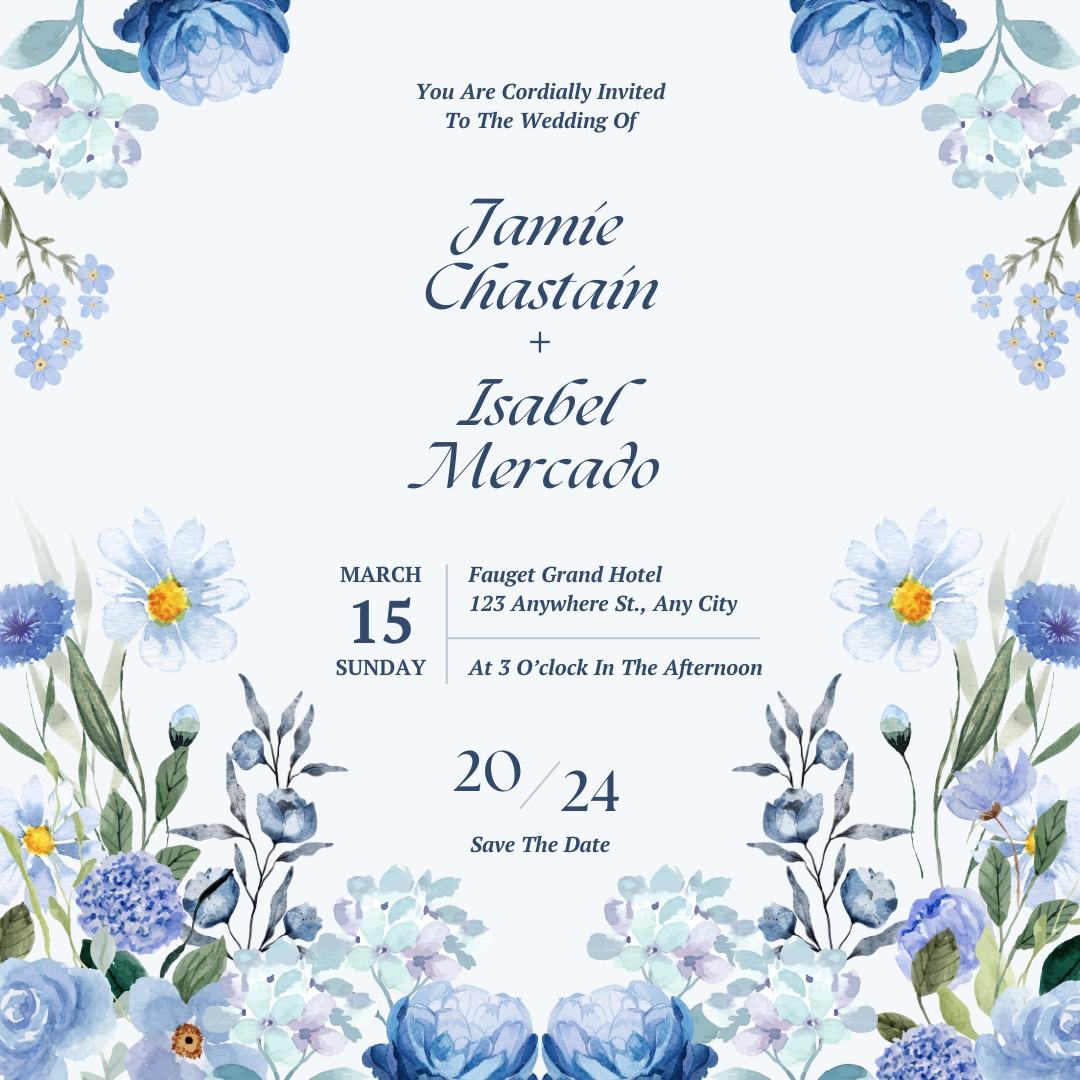 You Are Cordially Invited
To The Wedding Of
Jamie
Chastain
+
Isabel
Mercado
MARCH
15
SUNDAY
Fauget Grand Hotel
123 Anywhere St., Any City
At 3 O’clock In The Afternoon
20/24
Save The Date